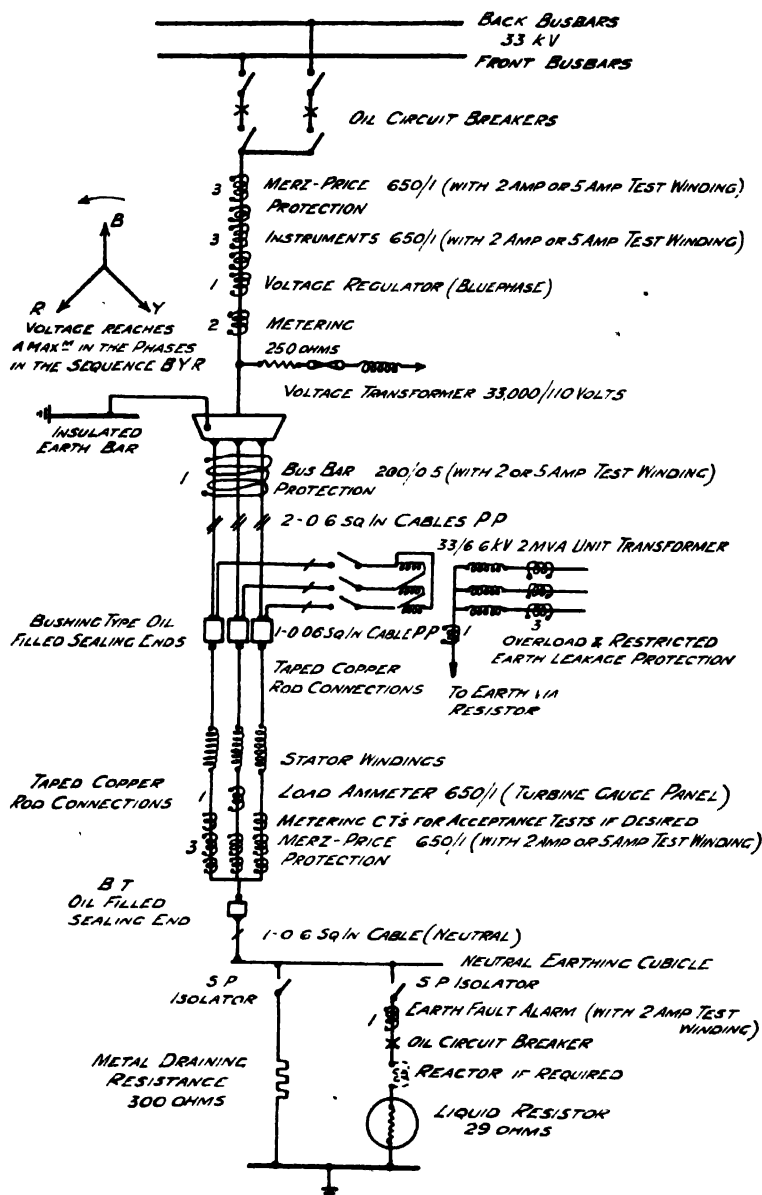 BACK BUSBARS
33 KV
FRONT BUSBARS
OIL CIRCUIT BREAKERS
3 MERZ-PRICE 650/1 (WITH 2 AMP OR 5 AMP TEST WINDING)
PROTECTION
3 INSTRUMENTS 650/1 (WITH 2 AMP OR 5 AMP TEST WINDING)
1 VOLTAGE REGULATOR (BLUEPHASE)
2 METERING
B
R Y
VOLTAGE REACHES
A MAXM IN THE PHASES
IN THE SEQUENCE BYR
250 OHMS
VOLTAGE TRANSFORMER 33,000/110 VOLTS
INSULATED
EARTH BAR
1 BUS BAR 200/0 5 (WITH 2 OR 5 AMP TEST WINDING)
PROTECTION
2-0 6 SQ IN CABLES P P
33/6 6 KV 2 MVA UNIT TRANSFORMER
BUSHING TYPE OIL
FILLED SEALING ENDS
1-0 06 SQ IN CABLE P P
1
3
OVERLOAD & RESTRICTED
EARTH LEAKAGE PROTECTION
TAPED COPPER
ROD CONNECTIONS
TO EARTH VIA
RESISTOR
STATOR WINDINGS
TAPED COPPER
ROD CONNECTIONS
1 LOAD AMMETER 650/1 (TURBINE GAUGE PANEL)
METERING C T'S FOR ACCEPTANCE TESTS IF DESIRED
3 MERZ-PRICE 650/1 (WITH 2 AMP OR 5 AMP TEST WINDING)
PROTECTION
B T
OIL FILLED
SEALING END
1-0 6 SQ IN CABLE (NEUTRAL)
NEUTRAL EARTHING CUBICLE
S P
ISOLATOR
S P ISOLATOR
1 EARTH FAULT ALARM (WITH 2 AMP TEST
WINDING)
OIL CIRCUIT BREAKER
METAL DRAINING
RESISTANCE
300 OHMS
REACTOR IF REQUIRED
LIQUID RESISTOR
29 OHMS